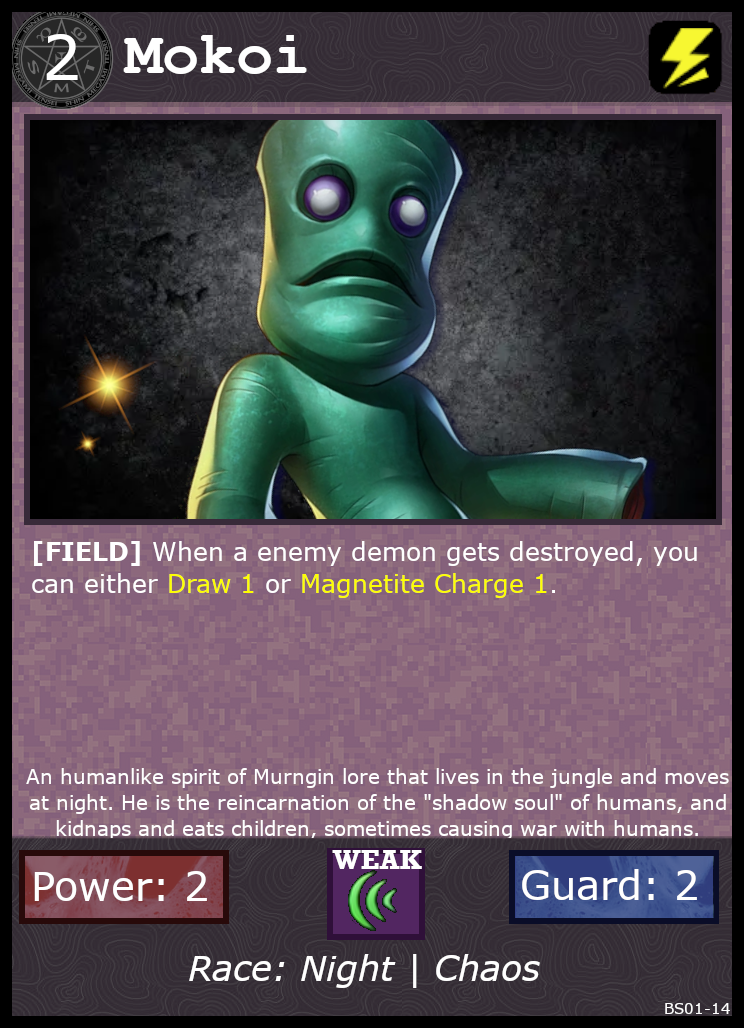 2 Mokoi
[FIELD] When a enemy demon gets destroyed, you
can either Draw 1 or Magnetite Charge 1.
An humanlike spirit of Murngin lore that lives in the jungle and moves
at night. He is the reincarnation of the "shadow soul" of humans, and
kidnaps and eats children, sometimes causing war with humans.
WEAK
Power: 2
Guard: 2
Race: Night | Chaos
BS01-14